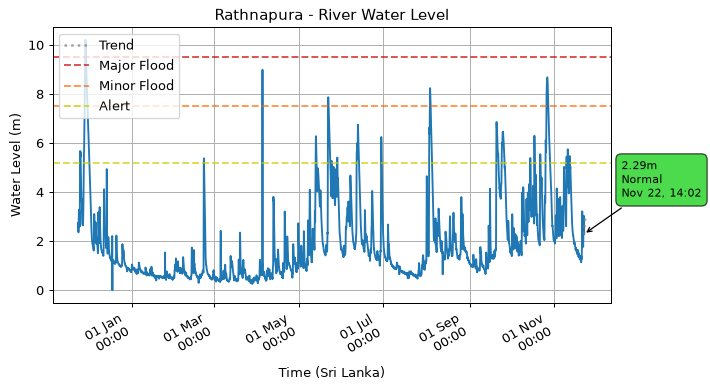 Rathnapura - River Water Level
Trend
Major Flood
Minor Flood
Alert
10
8
6
4
2
0
Water Level (m)
2.29m
Normal
Nov 22, 14:02
01 Jan
00:00
01 Mar
00:00
01 May
00:00
01 Jul
00:00
01 Sep
00:00
01 Nov
00:00
Time (Sri Lanka)